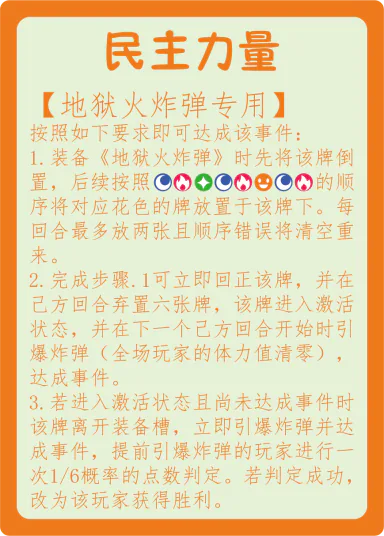 民主力量
【地狱火炸弹专用】
按照如下要求即可达成该事件：
1.装备《地狱火炸弹》时先将该牌倒
置，后续按照的顺
序将对应花色的牌放置于该牌下。每
回合最多放两张且顺序错误将清空重
来。
2.完成步骤.1可立即回正该牌，并在
己方回合弃置六张牌，该牌进入激活
状态，并在下一个己方回合开始时引
爆炸弹（全场玩家的体力值清零），
达成事件。
3.若进入激活状态且尚未达成事件时
该牌离开装备槽，立即引爆炸弹并达
成事件，提前引爆炸弹的玩家进行一
次1/6概率的点数判定。若判定成功，
改为该玩家获得胜利。